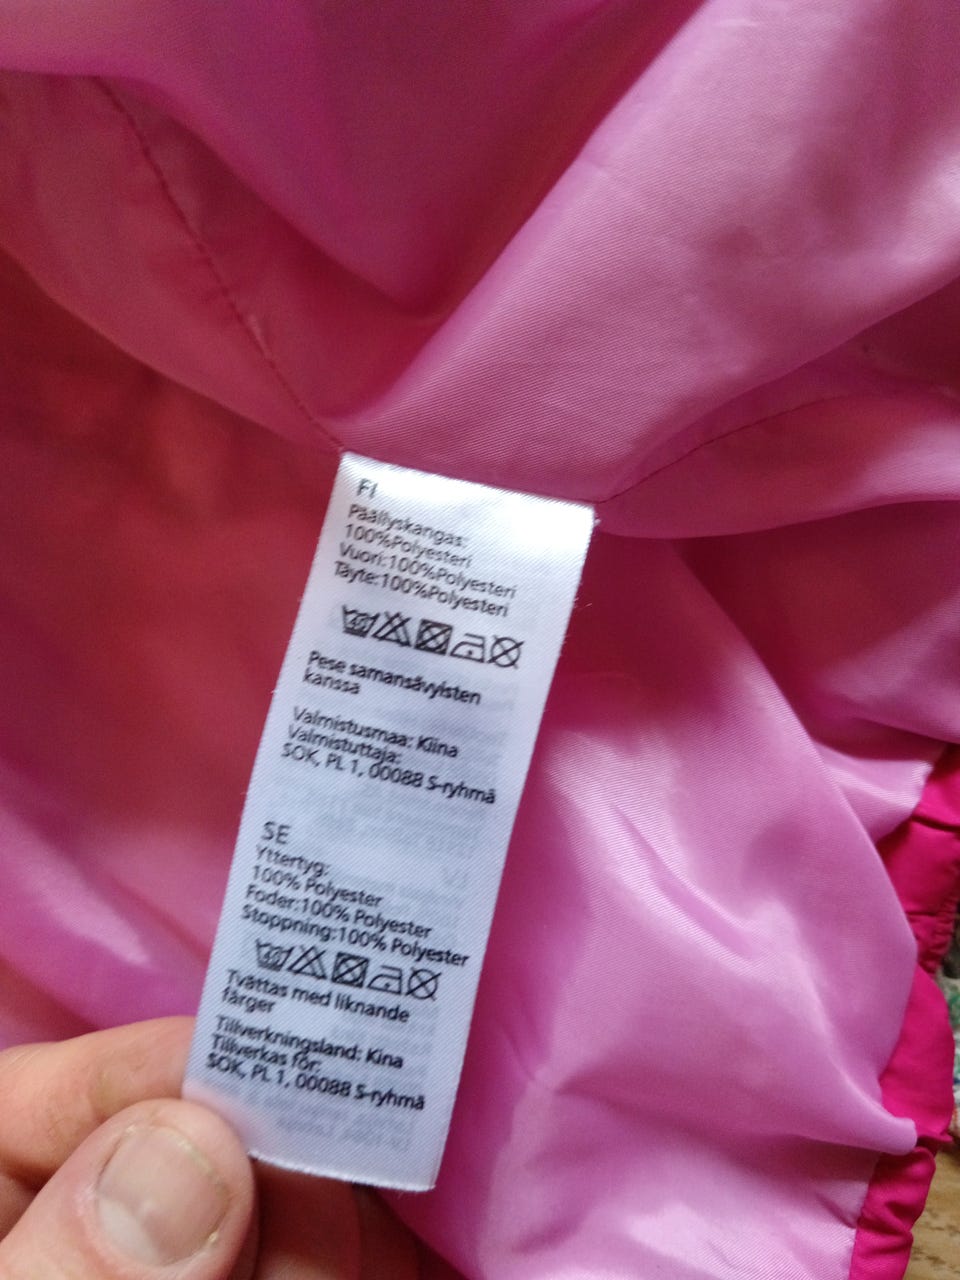 FI
Päällyskangas:
100%Polyesteri
Vuori:100%Polyesteri
Täyte:100%Polyesteri
40
Pese samansävyisten
kanssa
Valmistusmaa: Kiina
Valmistuttaja:
SOK, PL 1, 00088 S-ryhmä
SE
Yttertyg:
100% Polyester
Foder:100% Polyester
Stoppning:100% Polyester
40
Tvättas med liknande
färger
Tillverkningsland: Kina
Tillverkas för:
SOK, PL 1, 00088 S-ryhmä